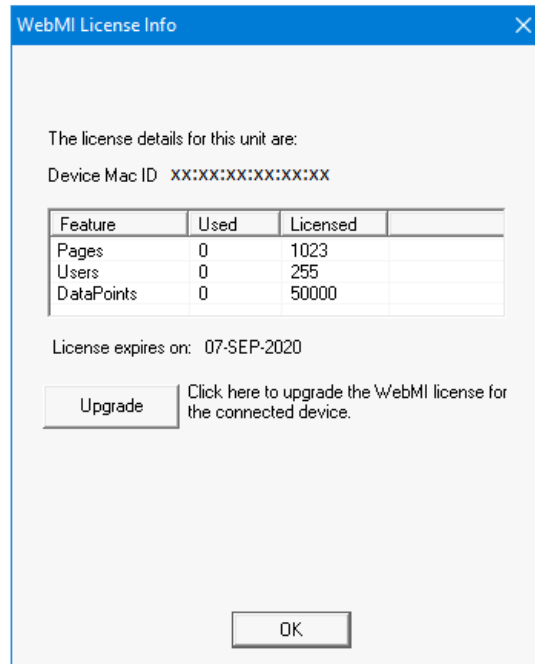 WebMI License Info
The license details for this unit are:
Device Mac ID xx:xx:xx:xx:xx:xx
Feature Used Licensed
Pages 0 1023
Users 0 255
DataPoints 0 50000
License expires on: 07-SEP-2020
Upgrade
Click here to upgrade the WebMI license for
the connected device.
OK